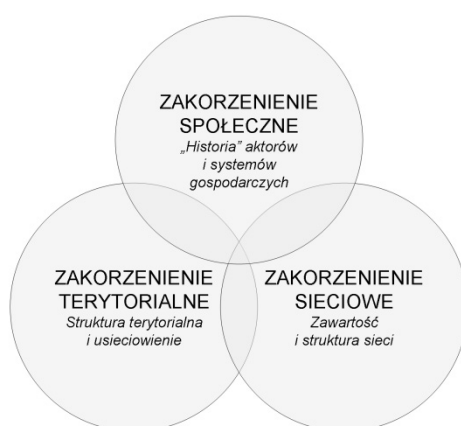 ZAKORZENIENIE
SPOŁECZNE
„Historia” aktorów
i systemów
gospodarczych
ZAKORZENIENIE
TERYTORIALNE
Struktura terytorialna
i usieciowienie
ZAKORZENIENIE
SIECIOWE
Zawartość
i struktura sieci